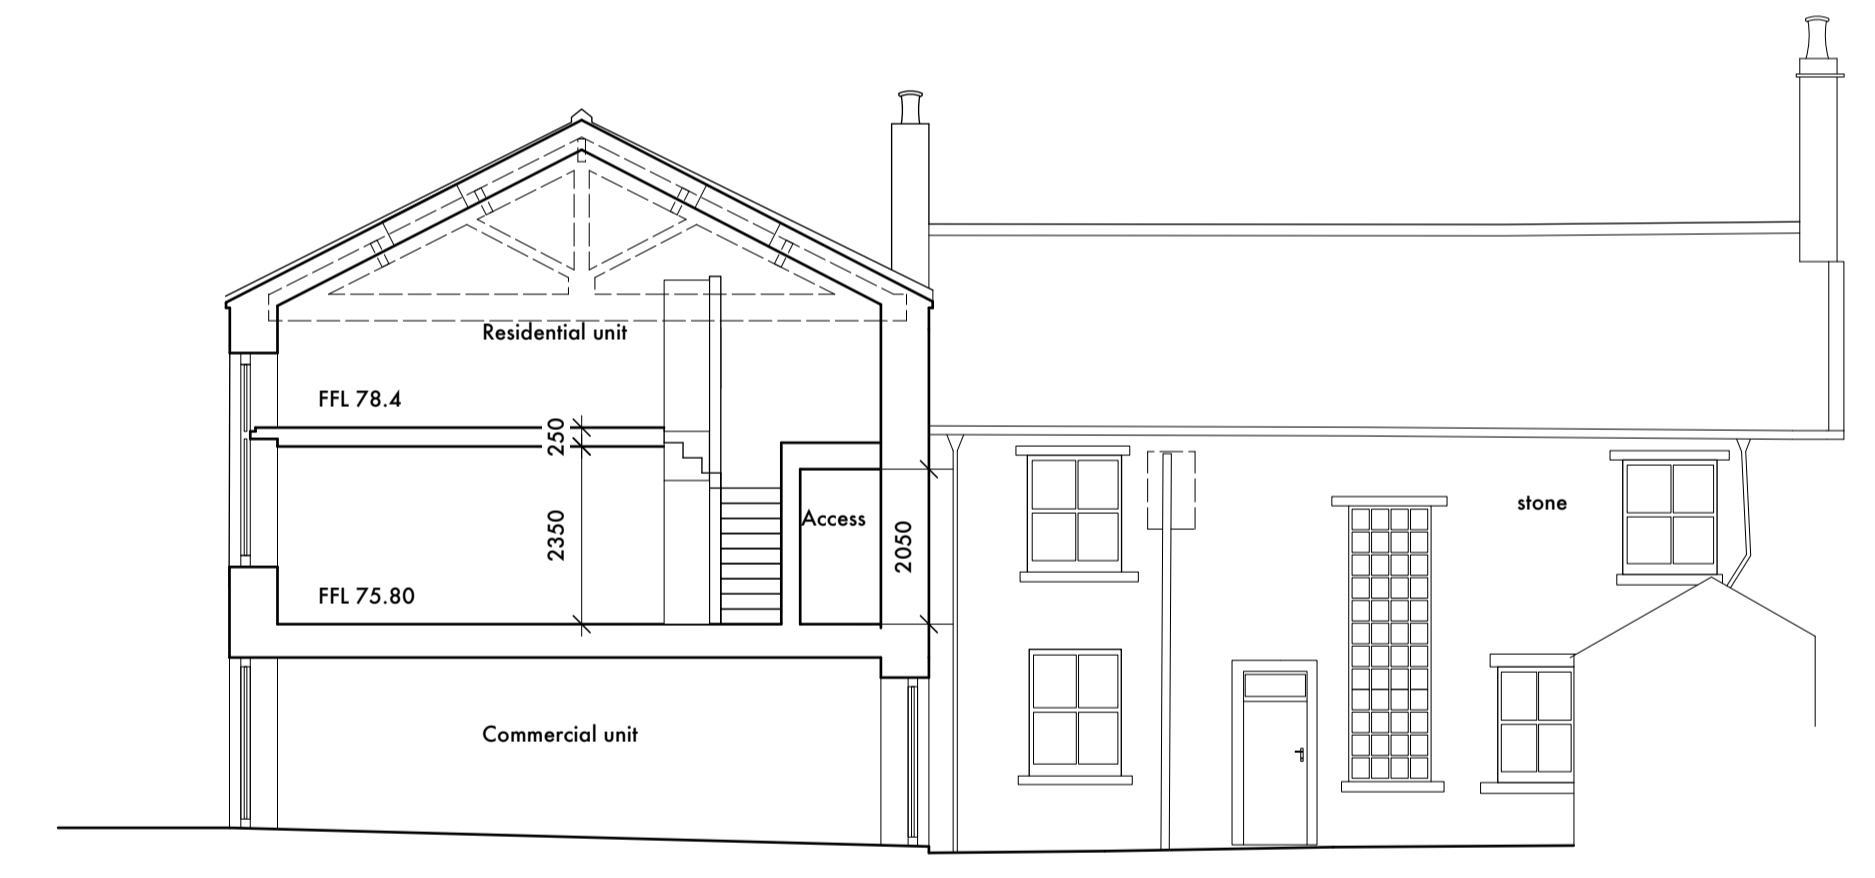 Residential unit
FFL 78.4
250
stone
Access
2350
2050
FFL 75.80
Commercial unit